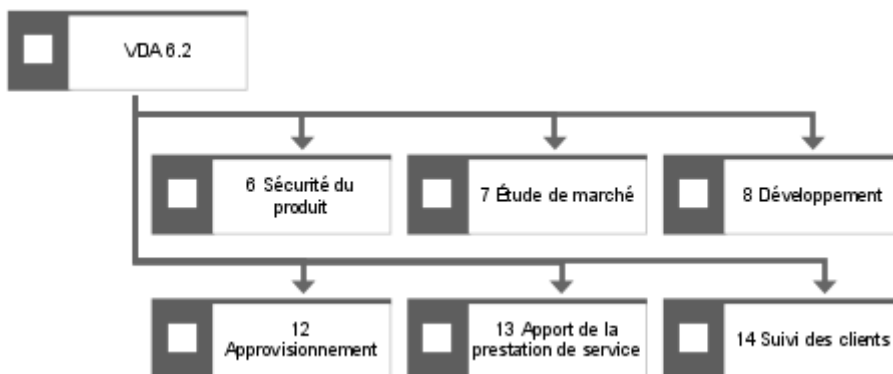 VDA 6.2
6 Sécurité du
produit
7 Étude de marché
8 Développement
12
Approvisionnement
13 Apport de la
prestation de service
14 Suivi des clients